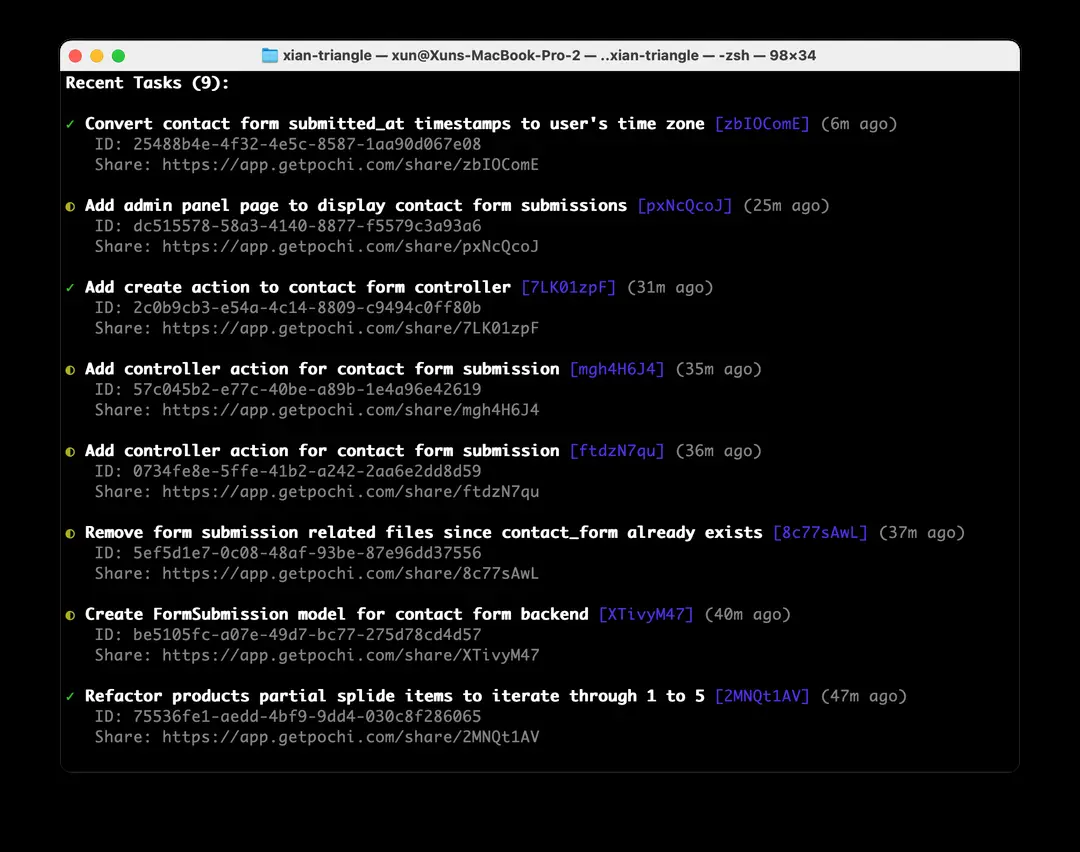 xian-triangle — xun@Xuns-MacBook-Pro-2 — ..xian-triangle — -zsh — 98×34
Recent Tasks (9):
✓ Convert contact form submitted_at timestamps to user's time zone [zbIOComE] (6m ago)
ID: 25488b4e-4f32-4e5c-8587-1aa90d067e08
Share: https://app.getpochi.com/share/zbIOComE
◐ Add admin panel page to display contact form submissions [pxNcQcoJ] (25m ago)
ID: dc515578-58a3-4140-8877-f5579c3a93a6
Share: https://app.getpochi.com/share/pxNcQcoJ
✓ Add create action to contact form controller [7LK01zpF] (31m ago)
ID: 2c0b9cb3-e54a-4c14-8809-c9494c0ff80b
Share: https://app.getpochi.com/share/7LK01zpF
◐ Add controller action for contact form submission [mgh4H6J4] (35m ago)
ID: 57c045b2-e77c-40be-a89b-1e4a96e42619
Share: https://app.getpochi.com/share/mgh4H6J4
◐ Add controller action for contact form submission [ftdzN7qu] (36m ago)
ID: 0734fe8e-5ffe-41b2-a242-2aa6e2dd8d59
Share: https://app.getpochi.com/share/ftdzN7qu
◐ Remove form submission related files since contact_form already exists [8c77sAwL] (37m ago)
ID: 5ef5d1e7-0c08-48af-93be-87e96dd37556
Share: https://app.getpochi.com/share/8c77sAwL
◐ Create FormSubmission model for contact form backend [XTivyM47] (40m ago)
ID: be5105fc-a07e-49d7-bc77-275d78cd4d57
Share: https://app.getpochi.com/share/XTivyM47
✓ Refactor products partial splide items to iterate through 1 to 5 [2MNQt1AV] (47m ago)
ID: 75536fe1-aedd-4bf9-9dd4-030c8f286065
Share: https://app.getpochi.com/share/2MNQt1AV